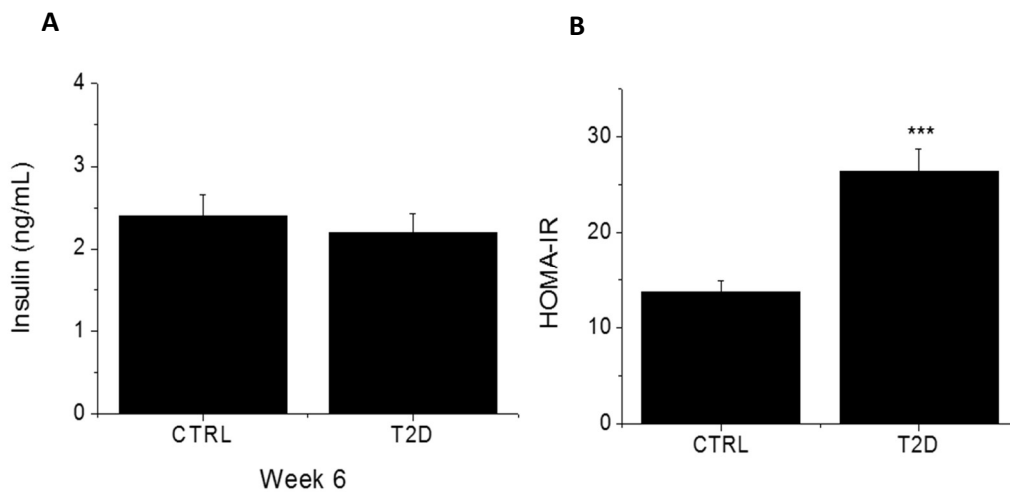 A
Insulin (ng/mL)
4
3
2
1
0
CTRL T2D
Week 6
B
HOMA-IR
30
20
10
0
***
CTRL T2D